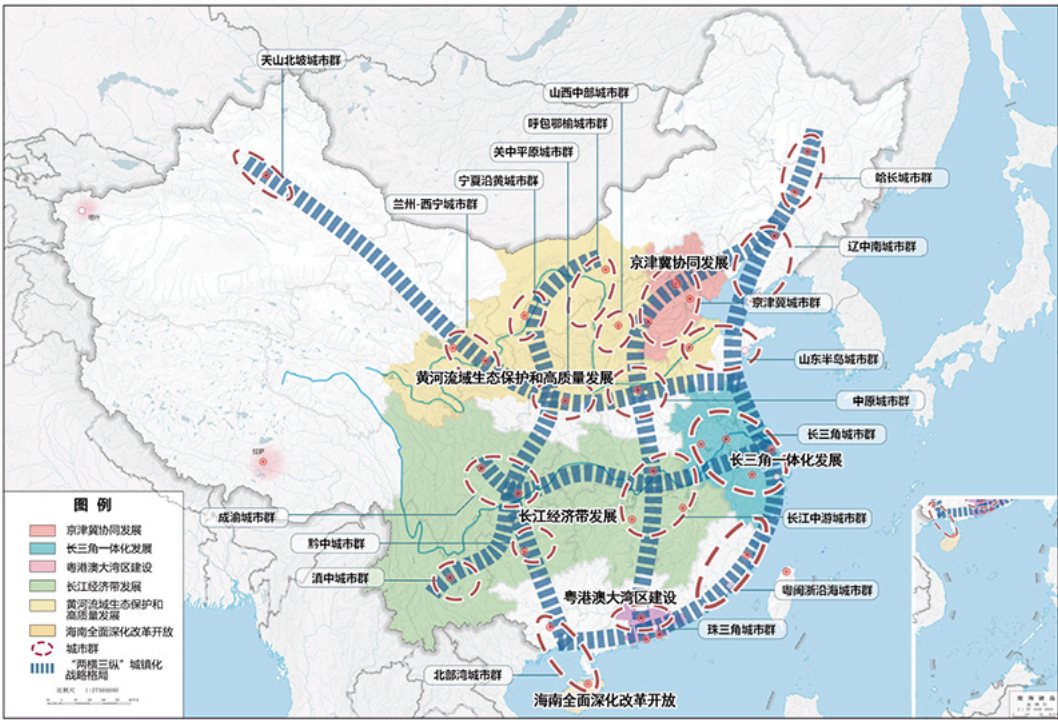 天山北坡城市群
山西中部城市群
呼包鄂榆城市群
关中平原城市群
宁夏沿黄城市群
兰州-西宁城市群
哈长城市群
辽中南城市群
京津冀协同发展
京津冀城市群
山东半岛城市群
黄河流域生态保护和高质量发展
中原城市群
长三角城市群
长三角一体化发展
喀什
拉萨
成渝城市群
长江经济带发展
长江中游城市群
黔中城市群
滇中城市群
粤闽浙沿海城市群
粤港澳大湾区建设
珠三角城市群
北部湾城市群
海南全面深化改革开放
图 例
京津冀协同发展
长三角一体化发展
粤港澳大湾区建设
长江经济带发展
黄河流域生态保护和
高质量发展
海南全面深化改革开放
城市群
“两横三纵”城镇化
战略格局
南海诸岛